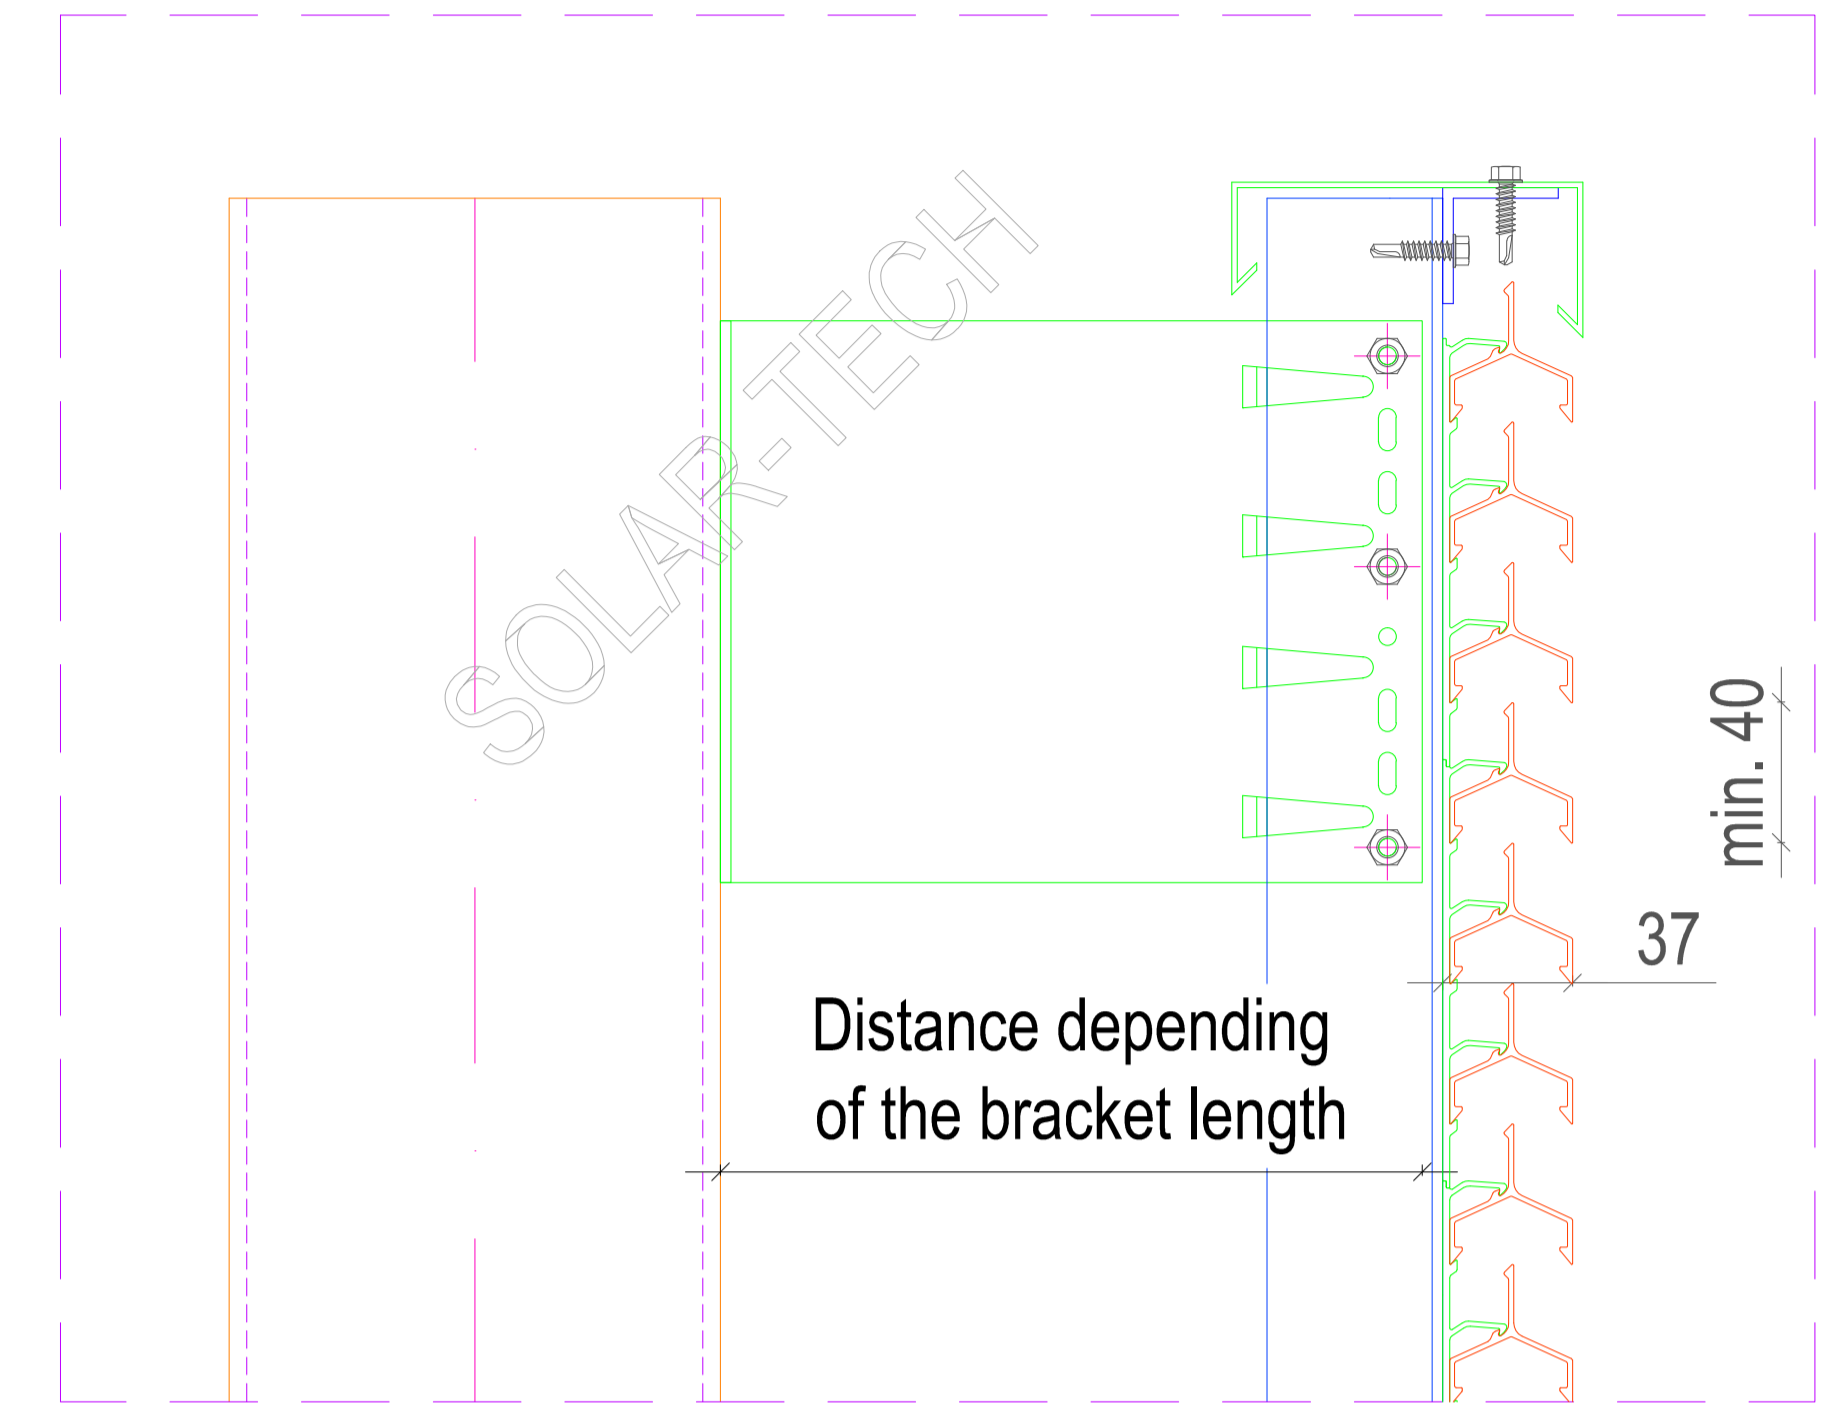 SOLAR-TECH
min. 40
37
Distance depending
of the bracket length